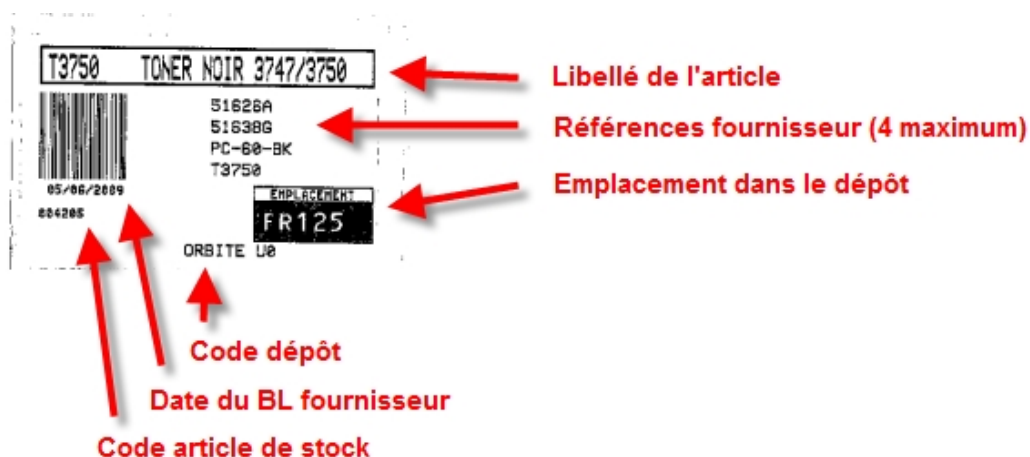 T3750 TONER NOIR 3747/3750
Libellé de l'article
51626A
51638G
Références fournisseur (4 maximum)
PC-60-BK
T3750
Emplacement dans le dépôt
05/06/2009
EMPLACEMENT
004205
FR125
ORBITE U0
Code dépôt
Date du BL fournisseur
Code article de stock